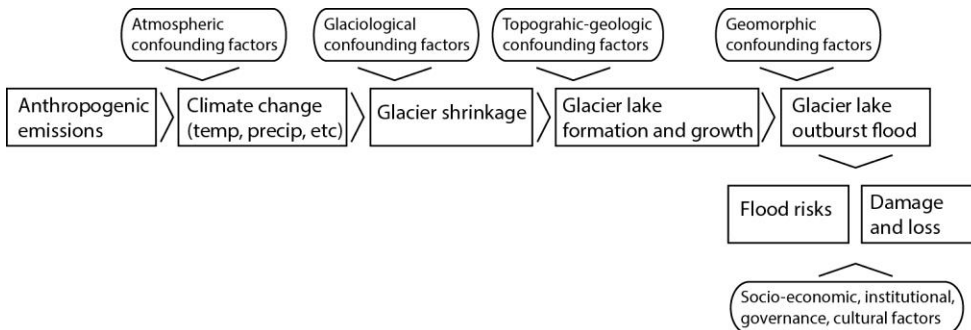 Atmospheric
confounding factors
Glaciological
confounding factors
Topograhic-geologic
confounding factors
Geomorphic
confounding factors
Anthropogenic
emissions
Climate change
(temp, precip, etc)
Glacier shrinkage
Glacier lake
formation and growth
Glacier lake
outburst flood
Flood risks
Damage
and loss
Socio-economic, institutional,
governance, cultural factors